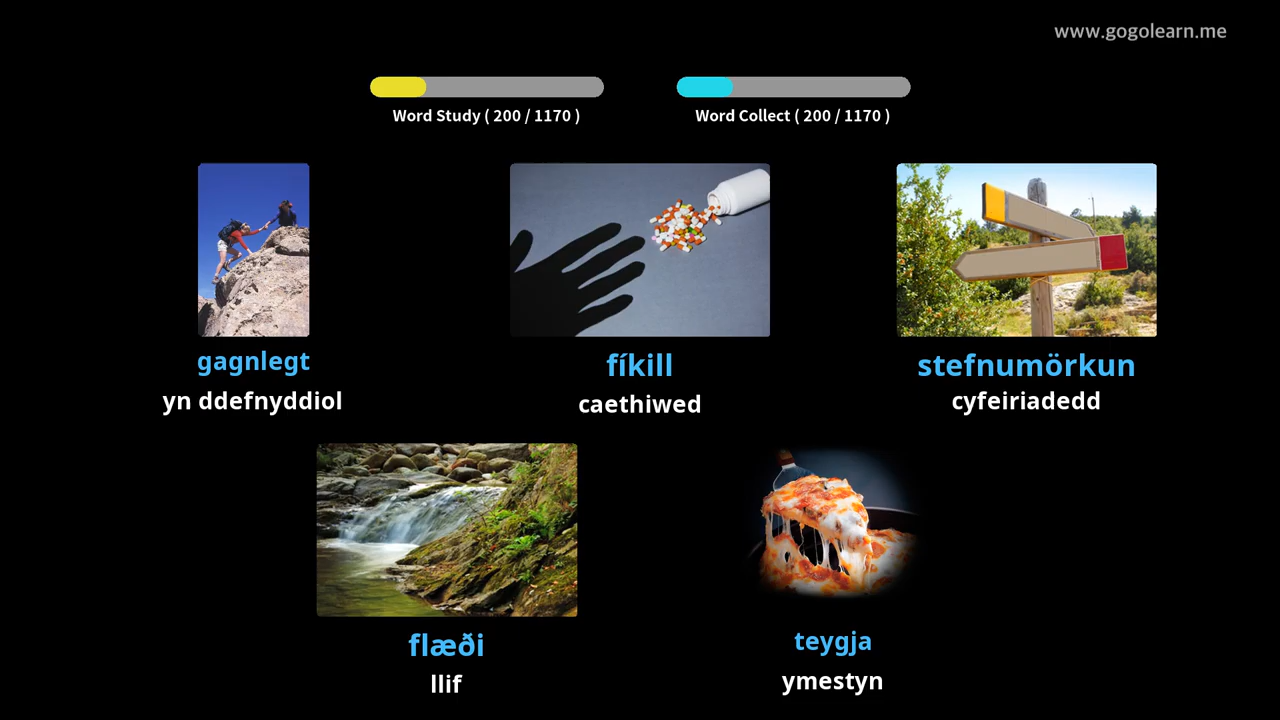 www.gogolearn.me
Word Study ( 200 / 1170 )
Word Collect ( 200 / 1170 )
gagnlegt
yn ddefnyddiol
fíkill
caethiwed
stefnumörkun
cyfeiriadedd
flæði
llif
teygja
ymestyn